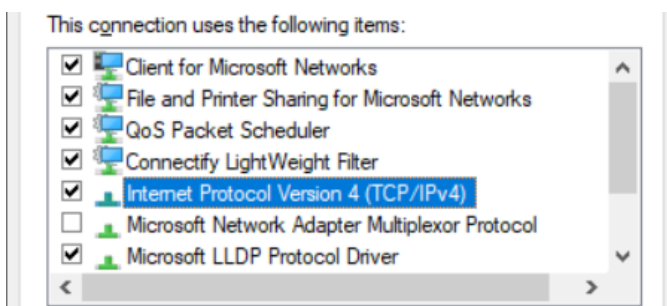 This connection uses the following items:
Client for Microsoft Networks
File and Printer Sharing for Microsoft Networks
QoS Packet Scheduler
Connectify LightWeight Filter
Internet Protocol Version 4 (TCP/IPv4)
Microsoft Network Adapter Multiplexor Protocol
Microsoft LLDP Protocol Driver